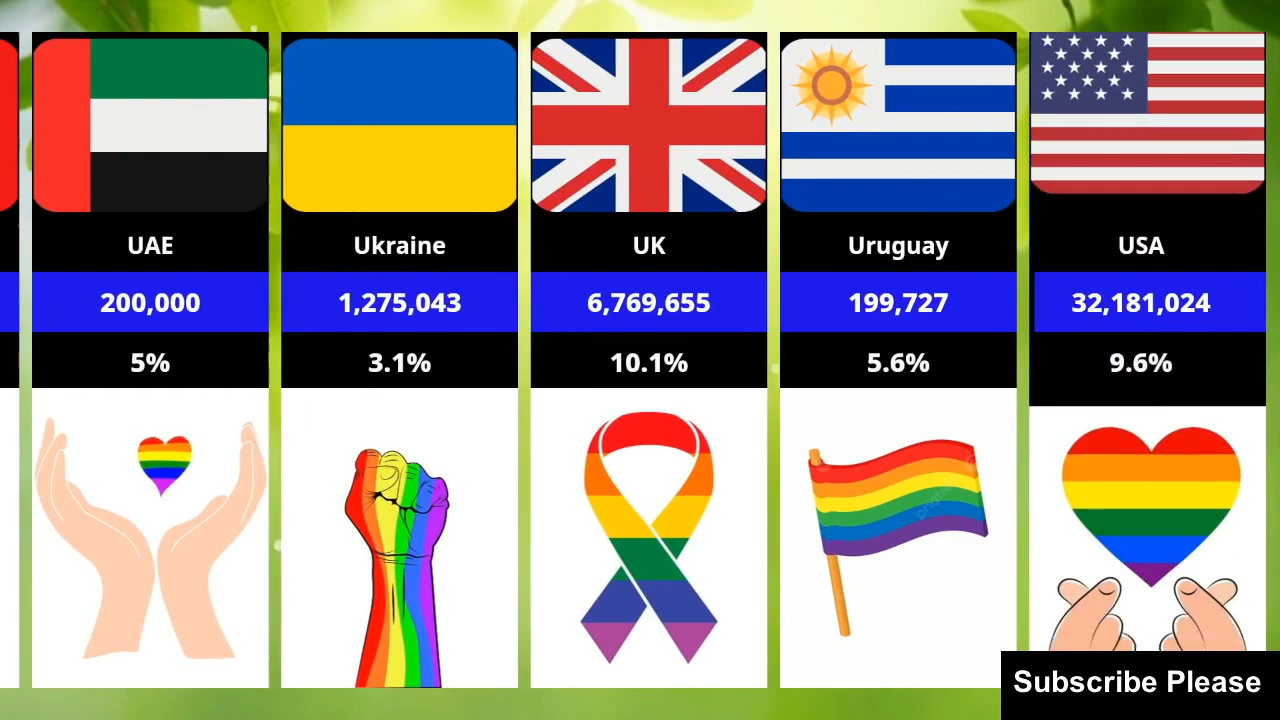 UAE
200,000
5%
Ukraine
1,275,043
3.1%
UK
6,769,655
10.1%
Uruguay
199,727
5.6%
USA
32,181,024
9.6%
Subscribe Please